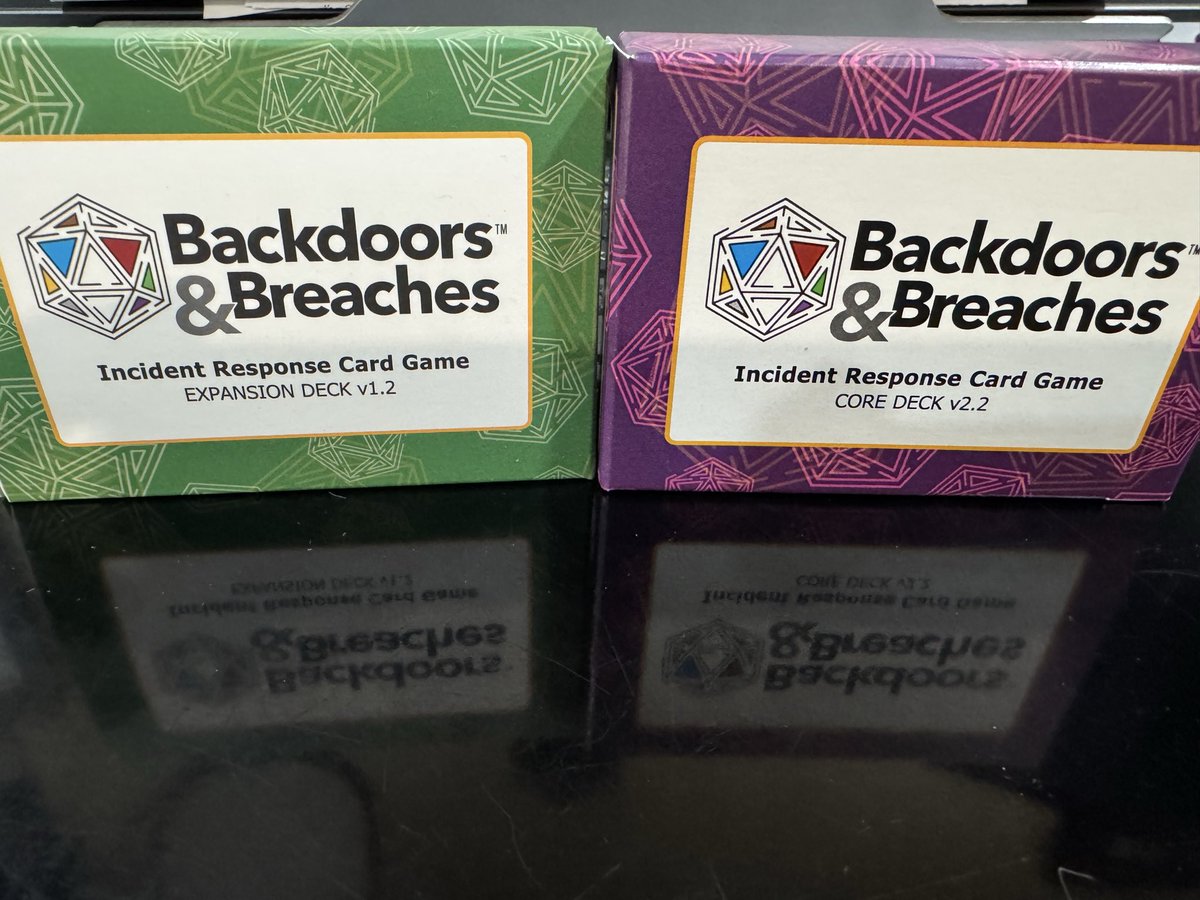 Backdoors™
&Breaches
Incident Response Card Game
EXPANSION DECK v1.2
Backdoors™
&Breaches
Incident Response Card Game
CORE DECK v2.2